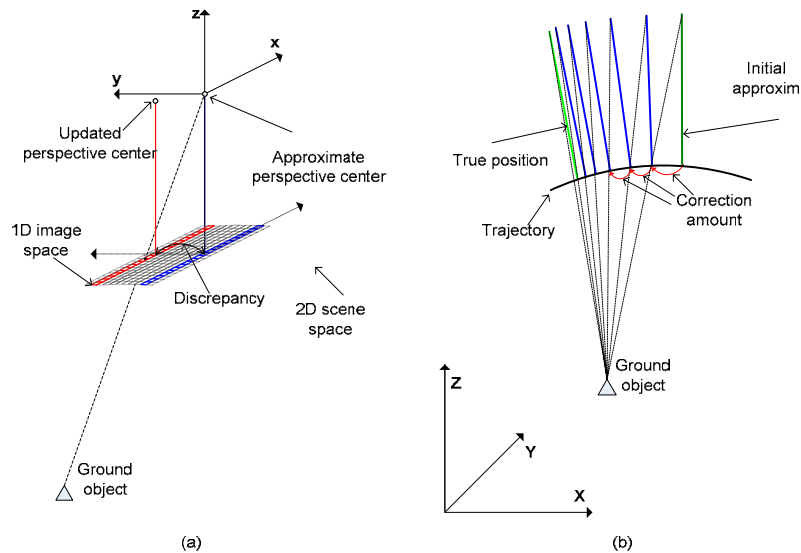 z
x
y
Updated
perspective center
Approximate
perspective center
1D image
space
Discrepancy
2D scene
space
Ground
object
(a)
Initial
approxim
True position
Trajectory
Correction
amount
Ground
object
Z
Y
X
(b)